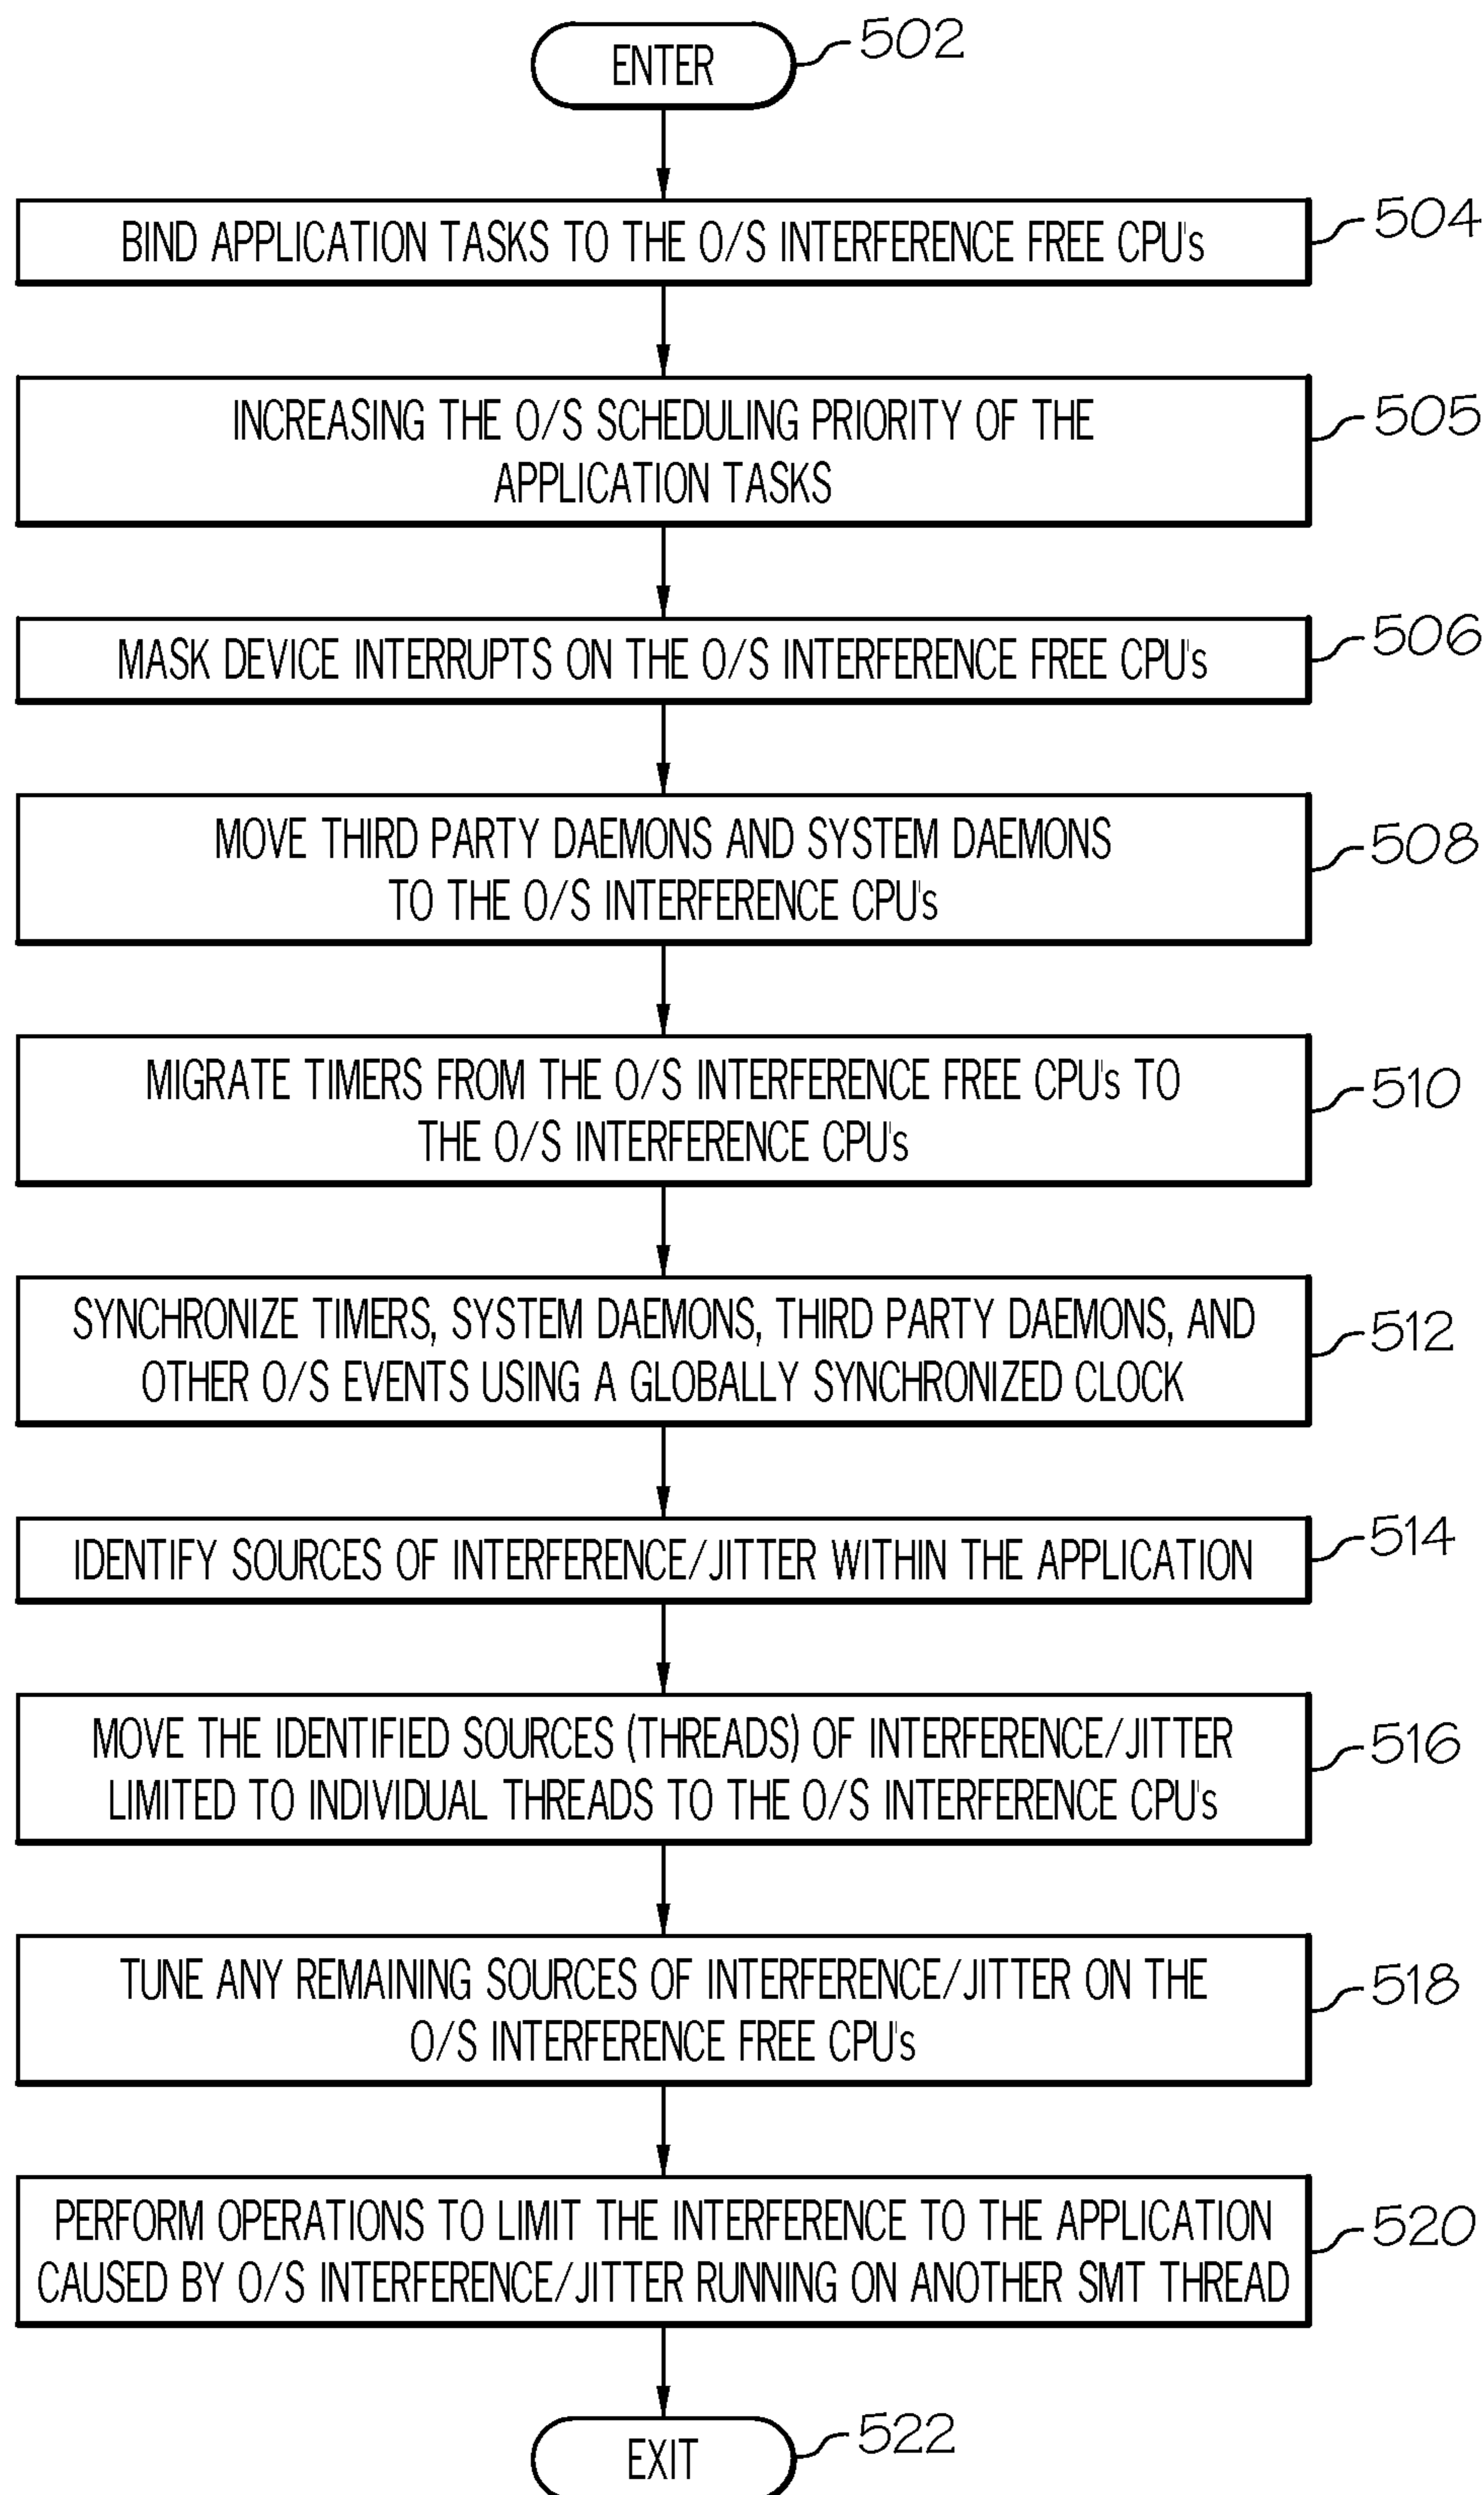 ENTER
502
BIND APPLICATION TASKS TO THE O/S INTERFERENCE FREE CPU's
504
INCREASING THE O/S SCHEDULING PRIORITY OF THE
APPLICATION TASKS
505
MASK DEVICE INTERRUPTS ON THE O/S INTERFERENCE FREE CPU's
506
MOVE THIRD PARTY DAEMONS AND SYSTEM DAEMONS
TO THE O/S INTERFERENCE CPU's
508
MIGRATE TIMERS FROM THE O/S INTERFERENCE FREE CPU's TO
THE O/S INTERFERENCE CPU's
510
SYNCHRONIZE TIMERS, SYSTEM DAEMONS, THIRD PARTY DAEMONS, AND
OTHER O/S EVENTS USING A GLOBALLY SYNCHRONIZED CLOCK
512
IDENTIFY SOURCES OF INTERFERENCE/JITTER WITHIN THE APPLICATION
514
MOVE THE IDENTIFIED SOURCES (THREADS) OF INTERFERENCE/JITTER
LIMITED TO INDIVIDUAL THREADS TO THE O/S INTERFERENCE CPU's
516
TUNE ANY REMAINING SOURCES OF INTERFERENCE/JITTER ON THE
O/S INTERFERENCE FREE CPU's
518
PERFORM OPERATIONS TO LIMIT THE INTERFERENCE TO THE APPLICATION
CAUSED BY O/S INTERFERENCE/JITTER RUNNING ON ANOTHER SMT THREAD
520
EXIT
522